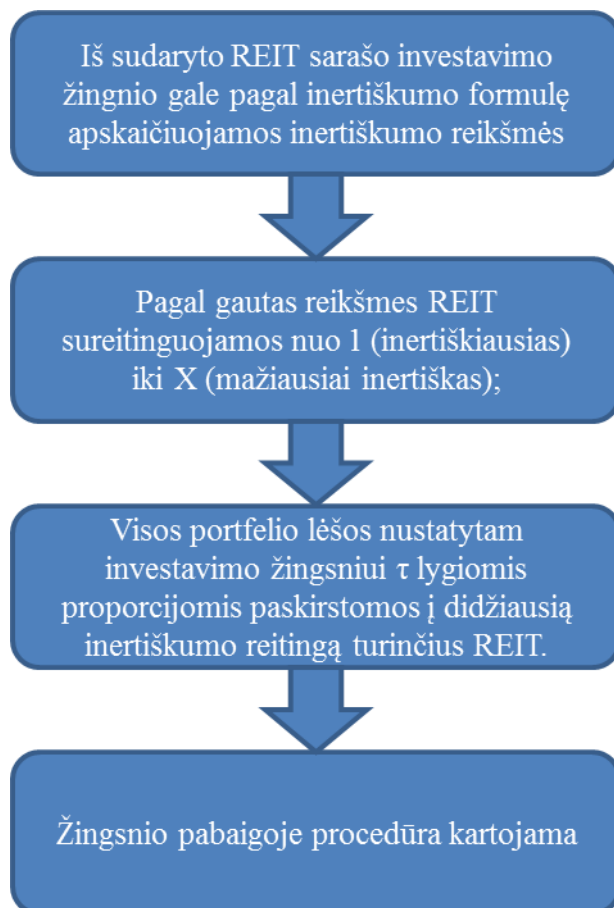 Iš sudaryto REIT sarašo investavimo
žingnio gale pagal inertiškumo formulę
apskaičiuojamos inertiškumo reikšmės
Pagal gautas reikšmes REIT
sureitinguojamos nuo 1 (inertiškiausias)
iki X (mažiausiai inertiškas);
Visos portfelio lėšos nustatytam
investavimo žingsniui τ lygiomis
proporcijomis paskirstomos į didžiausią
inertiškumo reitingą turinčius REIT.
Žingsnio pabaigoje procedūra kartojama